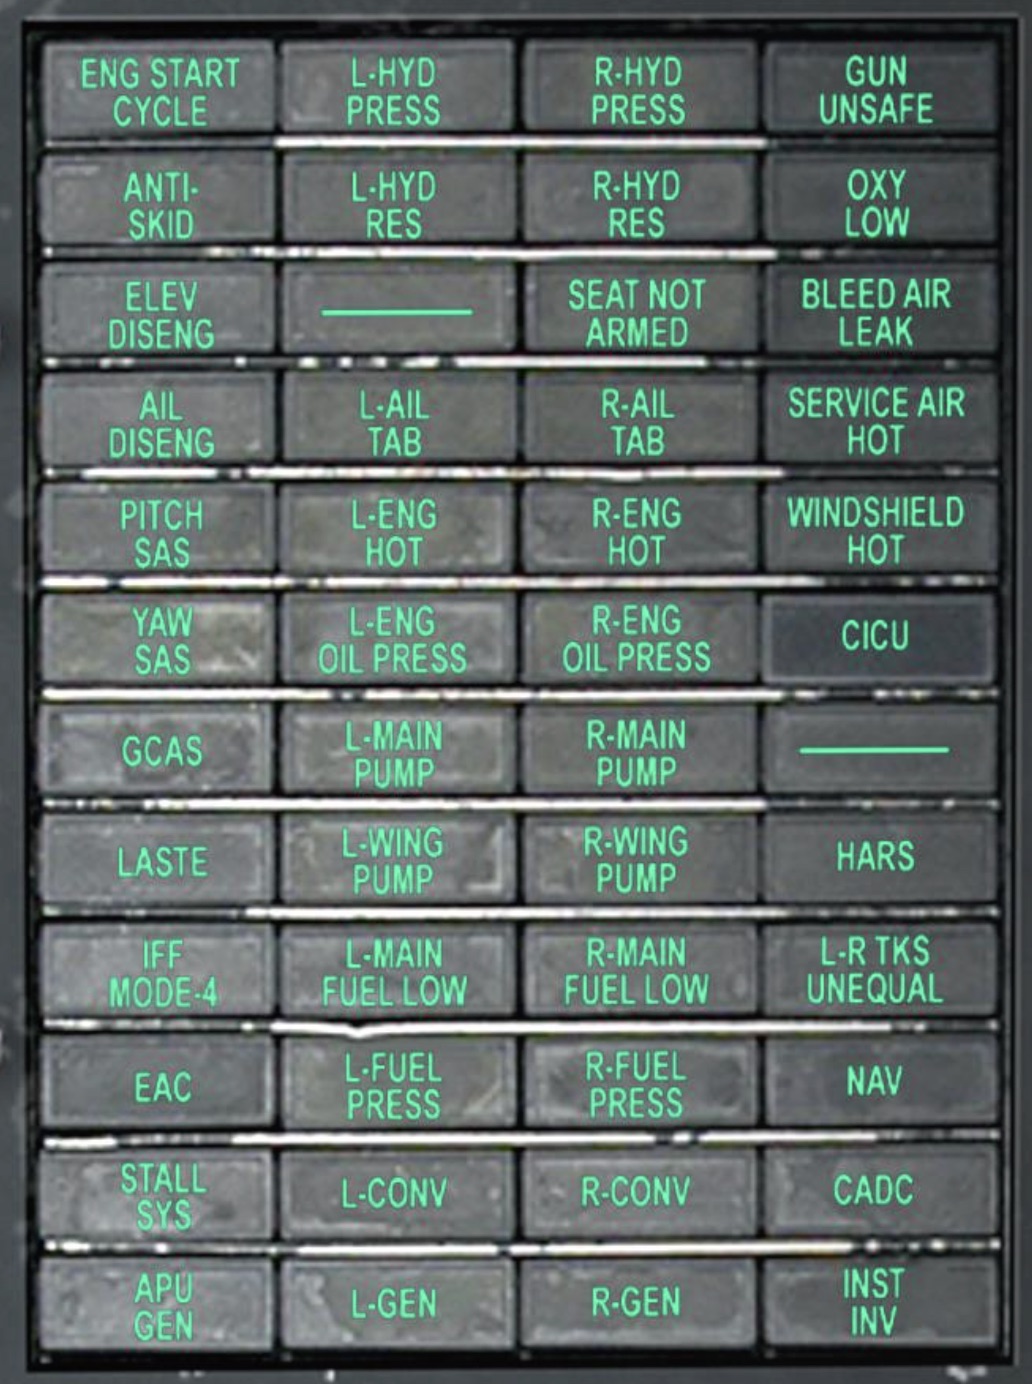 ENG START
CYCLE
L-HYD
PRESS
R-HYD
PRESS
GUN
UNSAFE
ANTI-
SKID
L-HYD
RES
R-HYD
RES
OXY
LOW
ELEV
DISENG
SEAT NOT
ARMED
BLEED AIR
LEAK
AIL
DISENG
L-AIL
TAB
R-AIL
TAB
SERVICE AIR
HOT
PITCH
SAS
L-ENG
HOT
R-ENG
HOT
WINDSHIELD
HOT
YAW
SAS
L-ENG
OIL PRESS
R-ENG
OIL PRESS
CICU
GCAS
L-MAIN
PUMP
R-MAIN
PUMP
LASTE
L-WING
PUMP
R-WING
PUMP
HARS
IFF
MODE-4
L-MAIN
FUEL LOW
R-MAIN
FUEL LOW
L-R TKS
UNEQUAL
EAC
L-FUEL
PRESS
R-FUEL
PRESS
NAV
STALL
SYS
L-CONV
R-CONV
CADC
APU
GEN
L-GEN
R-GEN
INST
INV